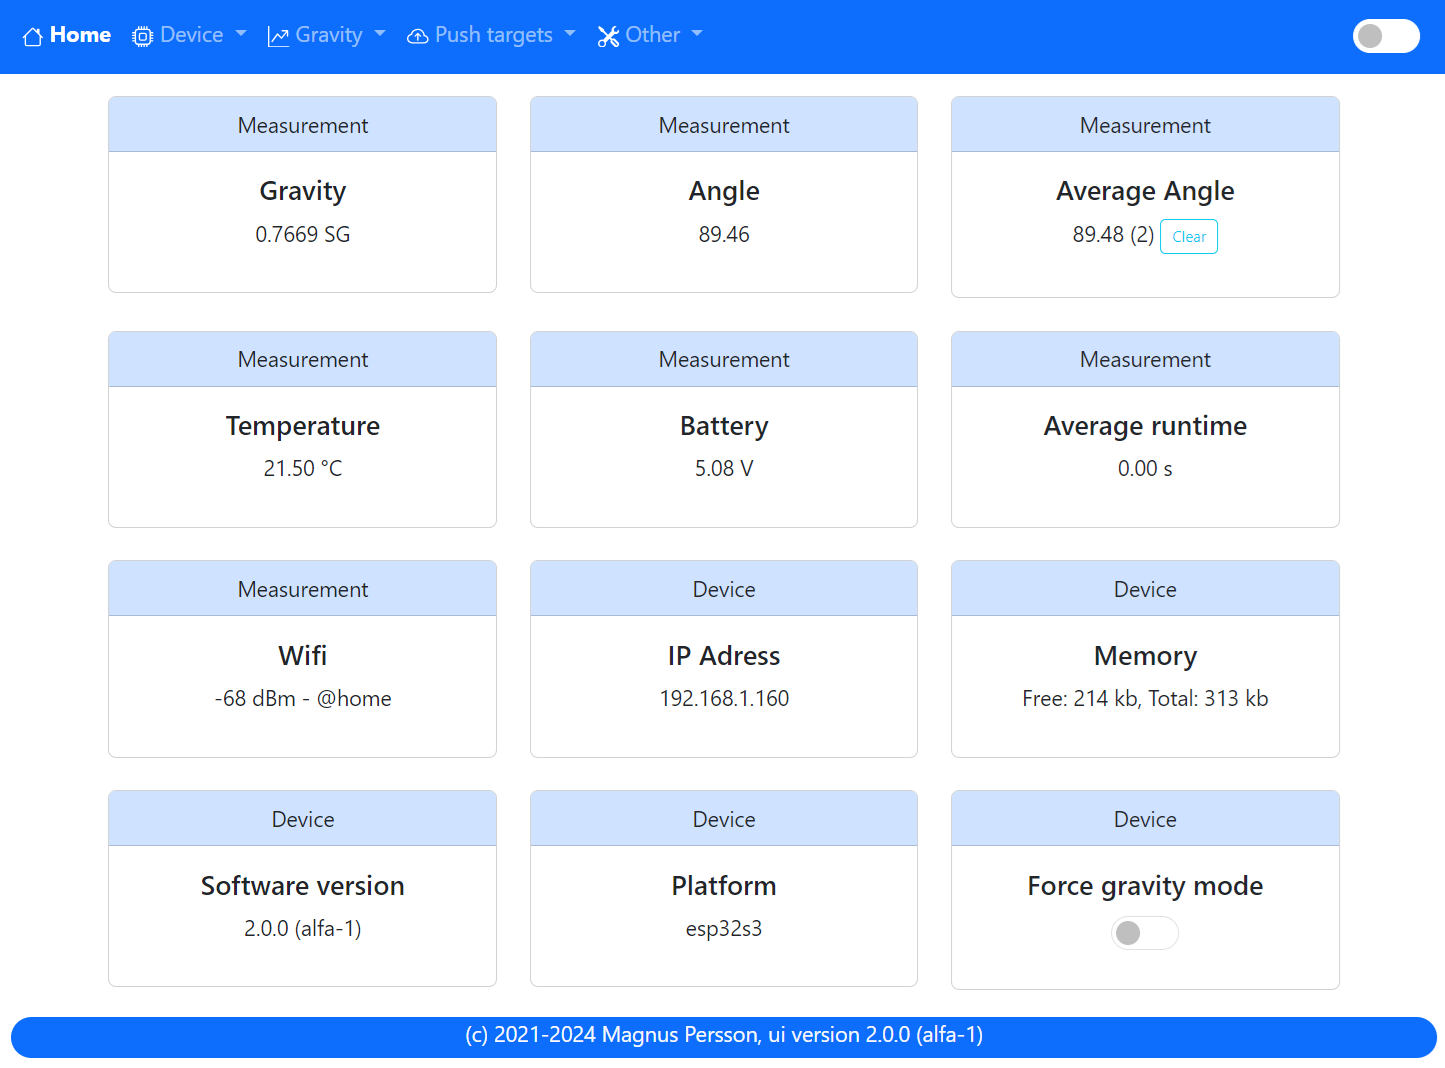 Home Device Gravity Push targets Other
Measurement Measurement Measurement
Gravity Angle Average Angle
0.7669 SG 89.46 89.48 (2) Clear
Measurement Measurement Measurement
Temperature Battery Average runtime
21.50 °C 5.08 V 0.00 s
Measurement Device Device
Wifi IP Adress Memory
-68 dBm - @home 192.168.1.160 Free: 214 kb, Total: 313 kb
Device Device Device
Software version Platform Force gravity mode
2.0.0 (alfa-1) esp32s3
(c) 2021-2024 Magnus Persson, ui version 2.0.0 (alfa-1)